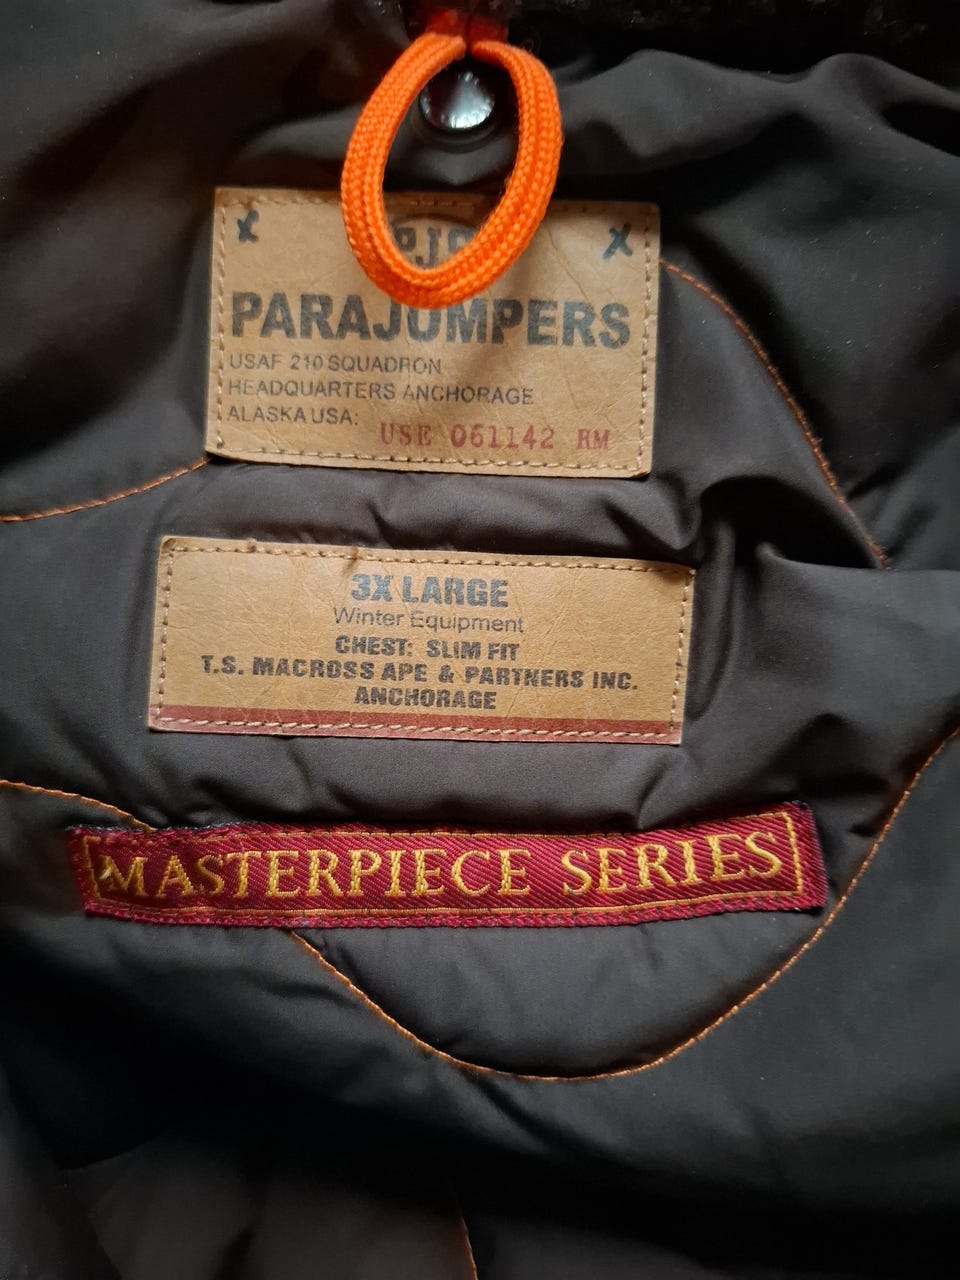 X X
P.J.
PARAJUMPERS
USAF 210 SQUADRON
HEADQUARTERS ANCHORAGE
ALASKA USA: USE 061142 RM
3X LARGE
Winter Equipment
CHEST: SLIM FIT
T.S. MACROSS APE & PARTNERS INC.
ANCHORAGE
MASTERPIECE SERIES